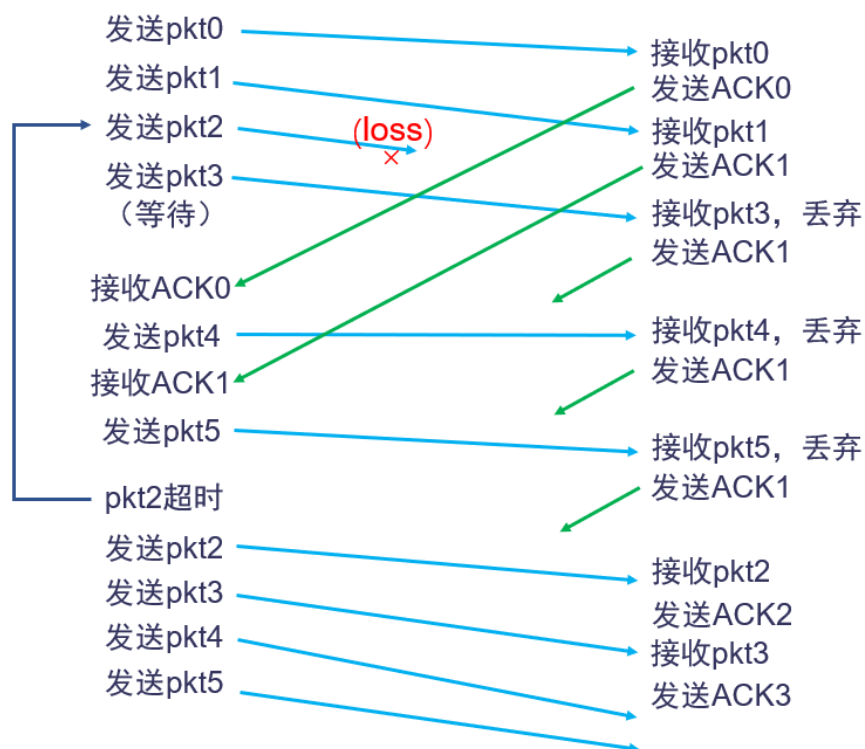 发送pkt0
发送pkt1
发送pkt2
(loss)
×
发送pkt3
（等待）
接收ACK0
发送pkt4
接收ACK1
发送pkt5
pkt2超时
发送pkt2
发送pkt3
发送pkt4
发送pkt5
接收pkt0
发送ACK0
接收pkt1
发送ACK1
接收pkt3，丢弃
发送ACK1
接收pkt4，丢弃
发送ACK1
接收pkt5，丢弃
发送ACK1
接收pkt2
发送ACK2
接收pkt3
发送ACK3